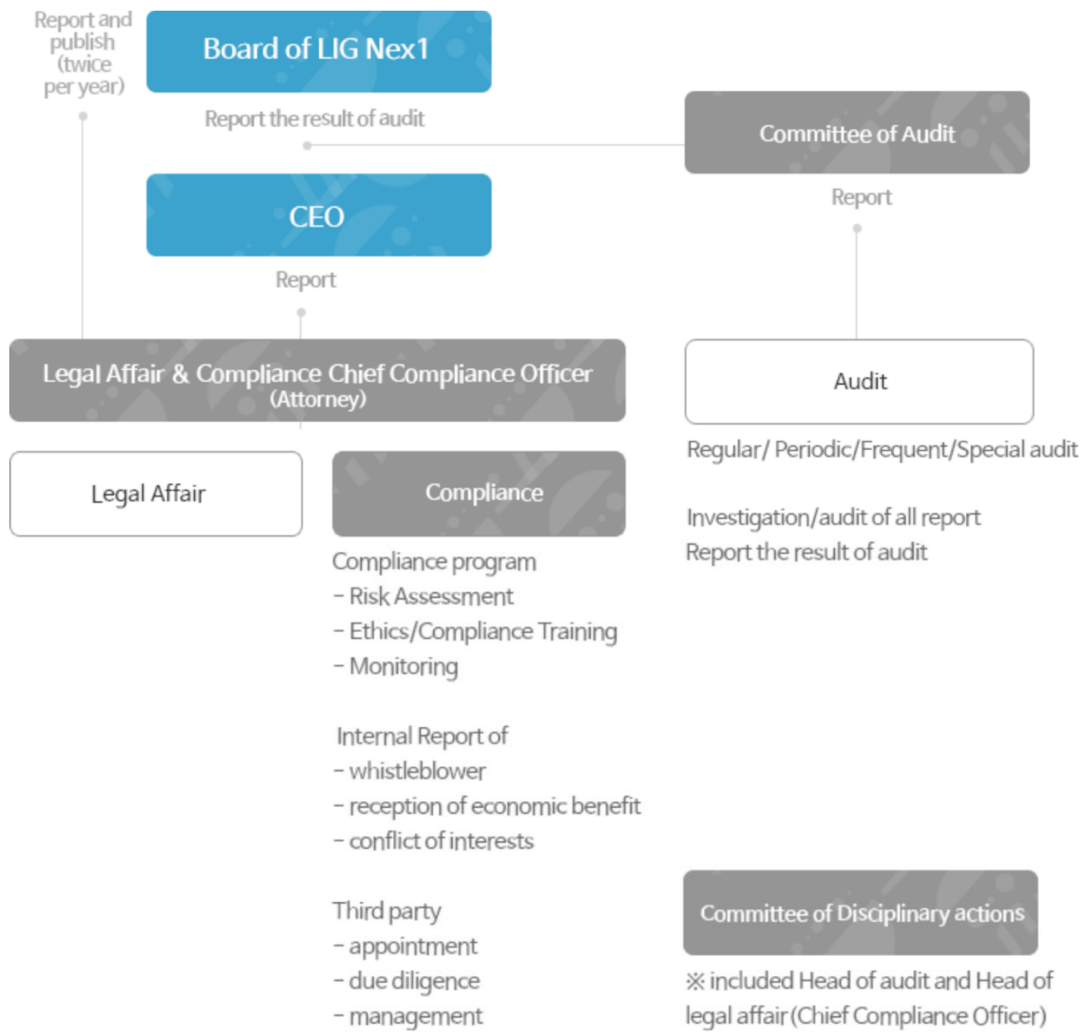 Report and
publish
(twice
per year)
Board of LIG Nex1
Report the result of audit
Committee of Audit
CEO
Report
Report
Legal Affair & Compliance Chief Compliance Officer
(Attorney)
Audit
Regular/ Periodic/Frequent/Special audit
Investigation/audit of all report
Report the result of audit
Legal Affair
Compliance
Compliance program
- Risk Assessment
- Ethics/Compliance Training
- Monitoring
Internal Report of
- whistleblower
- reception of economic benefit
- conflict of interests
Third party
- appointment
- due diligence
- management
Committee of Disciplinary actions
※ included Head of audit and Head of
legal affair(Chief Compliance Officer)